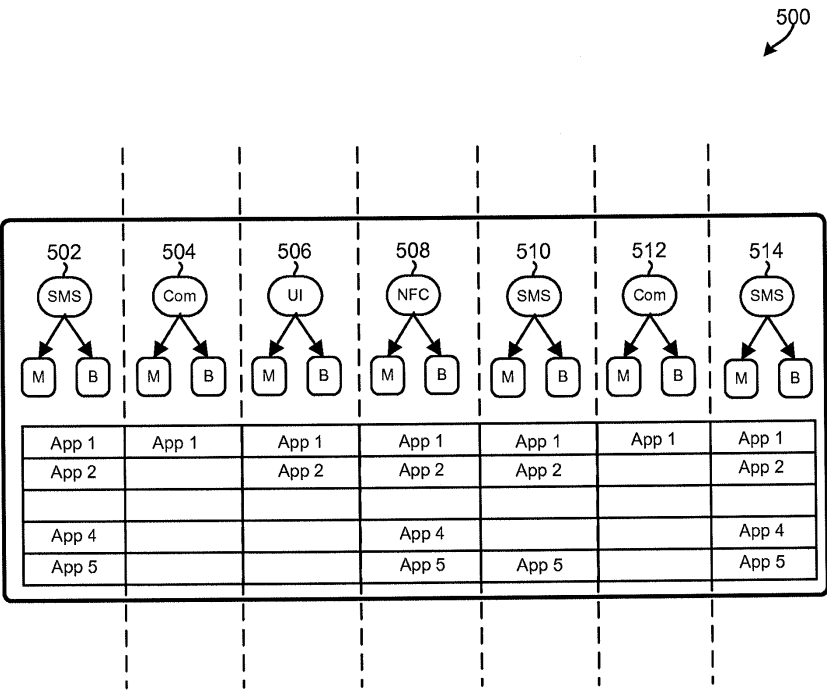 500
502 504 506 508 510 512 514
SMS Com UI NFC SMS Com SMS
M B M B M B M B M B M B M B
App 1 App 1 App 1 App 1 App 1 App 1 App 1
App 2 App 2 App 2 App 2 App 2
App 4 App 4 App 4
App 5 App 5 App 5 App 5